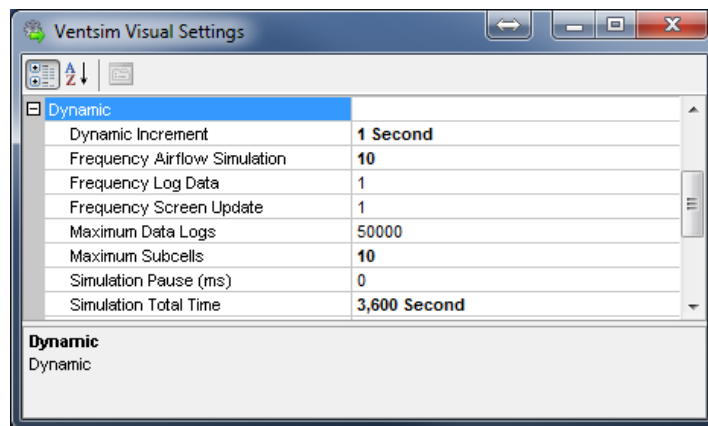 Ventsim Visual Settings
Dynamic
Dynamic Increment 1 Second
Frequency Airflow Simulation 10
Frequency Log Data 1
Frequency Screen Update 1
Maximum Data Logs 50000
Maximum Subcells 10
Simulation Pause (ms) 0
Simulation Total Time 3,600 Second
Dynamic
Dynamic